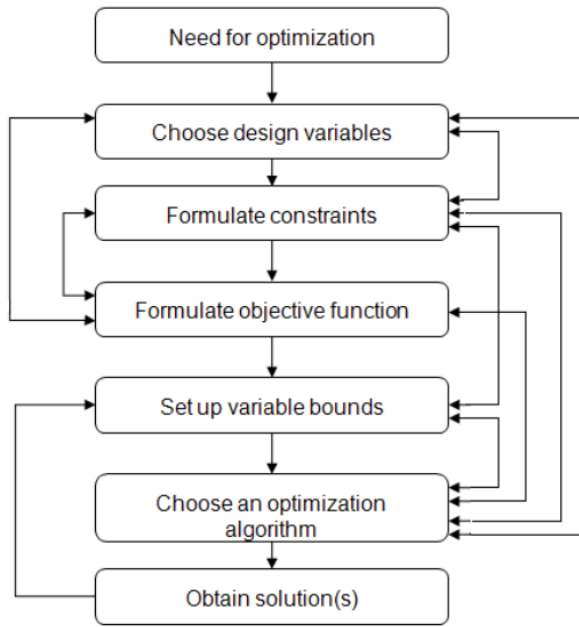 Need for optimization
Choose design variables
Formulate constraints
Formulate objective function
Set up variable bounds
Choose an optimization
algorithm
Obtain solution(s)